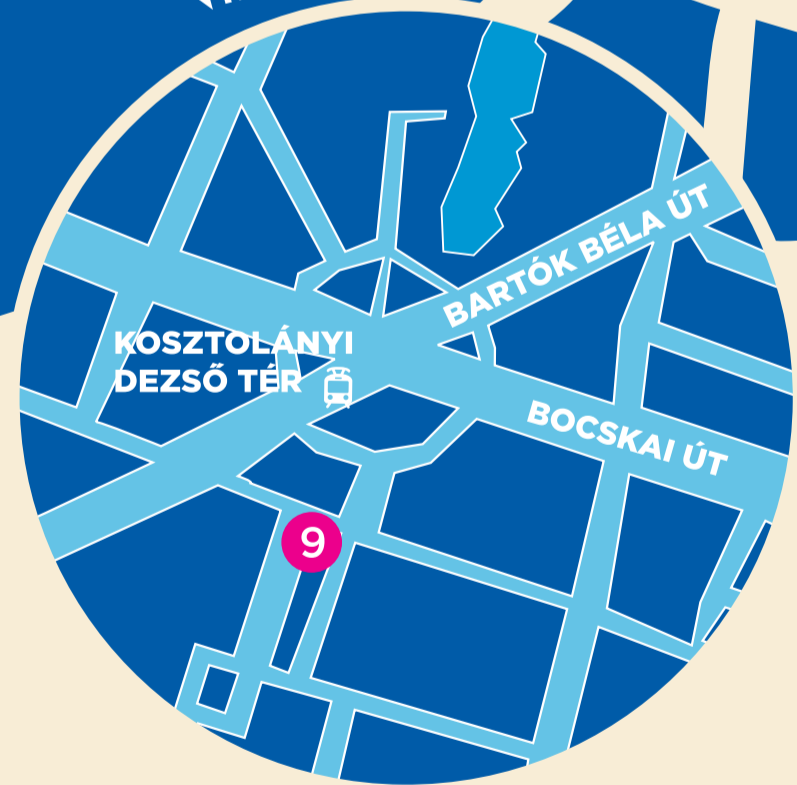 BARTÓK BÉLA ÚT
KOSZTOLÁNYI
DEZSŐ TÉR
BOCSKAI ÚT
9